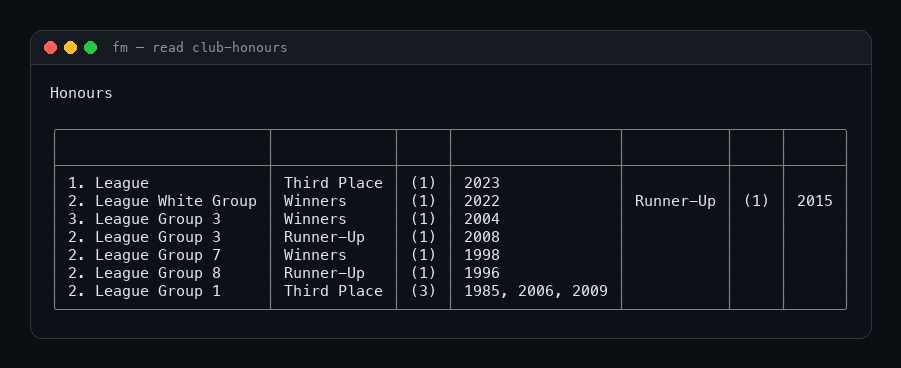 fm — read club-honours
Honours
1. League Third Place (1) 2023
2. League White Group Winners (1) 2022 Runner-Up (1) 2015
3. League Group 3 Winners (1) 2004
2. League Group 3 Runner-Up (1) 2008
2. League Group 7 Winners (1) 1998
2. League Group 8 Runner-Up (1) 1996
2. League Group 1 Third Place (3) 1985, 2006, 2009